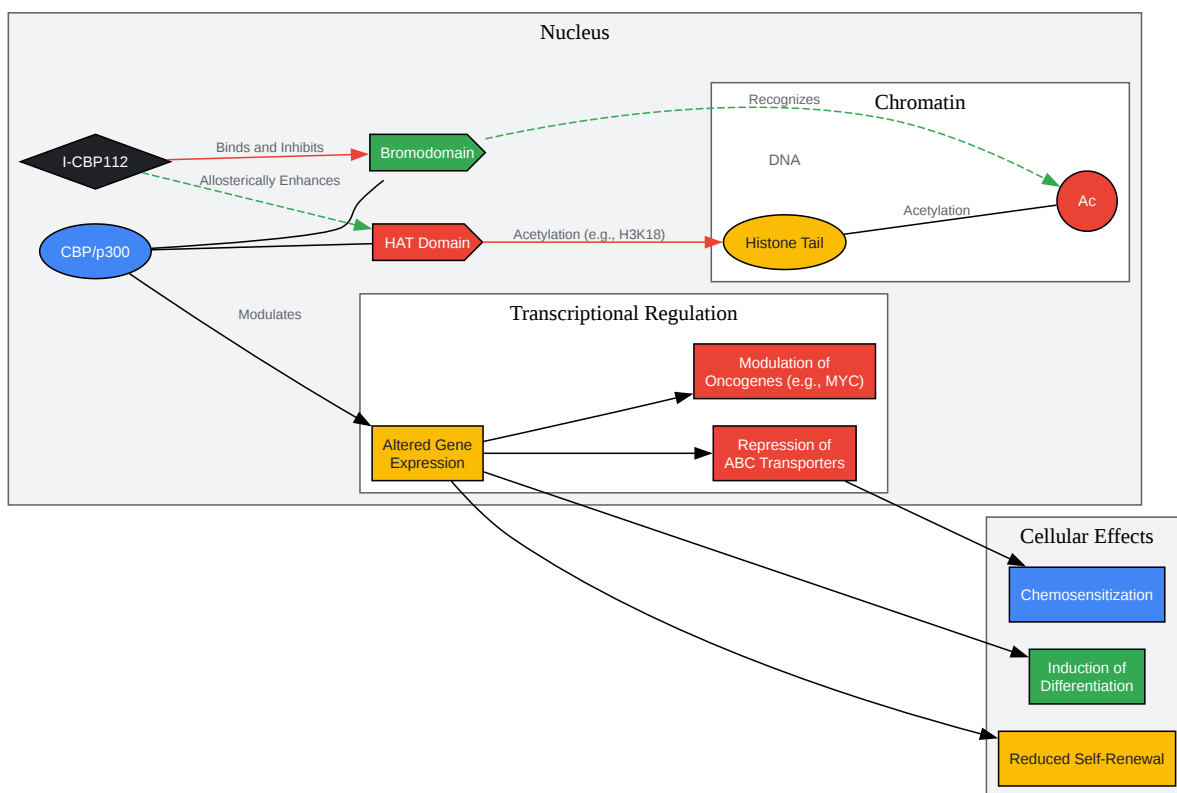 Nucleus
Chromatin
Recognizes
I-CBP112
Binds and Inhibits
Bromodomain
DNA
Allosterically Enhances
Ac
Acetylation
CBP/p300
HAT Domain
Acetylation (e.g., H3K18)
Histone Tail
Modulates
Transcriptional Regulation
Modulation of
Oncogenes (e.g., MYC)
Altered Gene
Expression
Repression of
ABC Transporters
Cellular Effects
Chemosensitization
Induction of
Differentiation
Reduced Self-Renewal